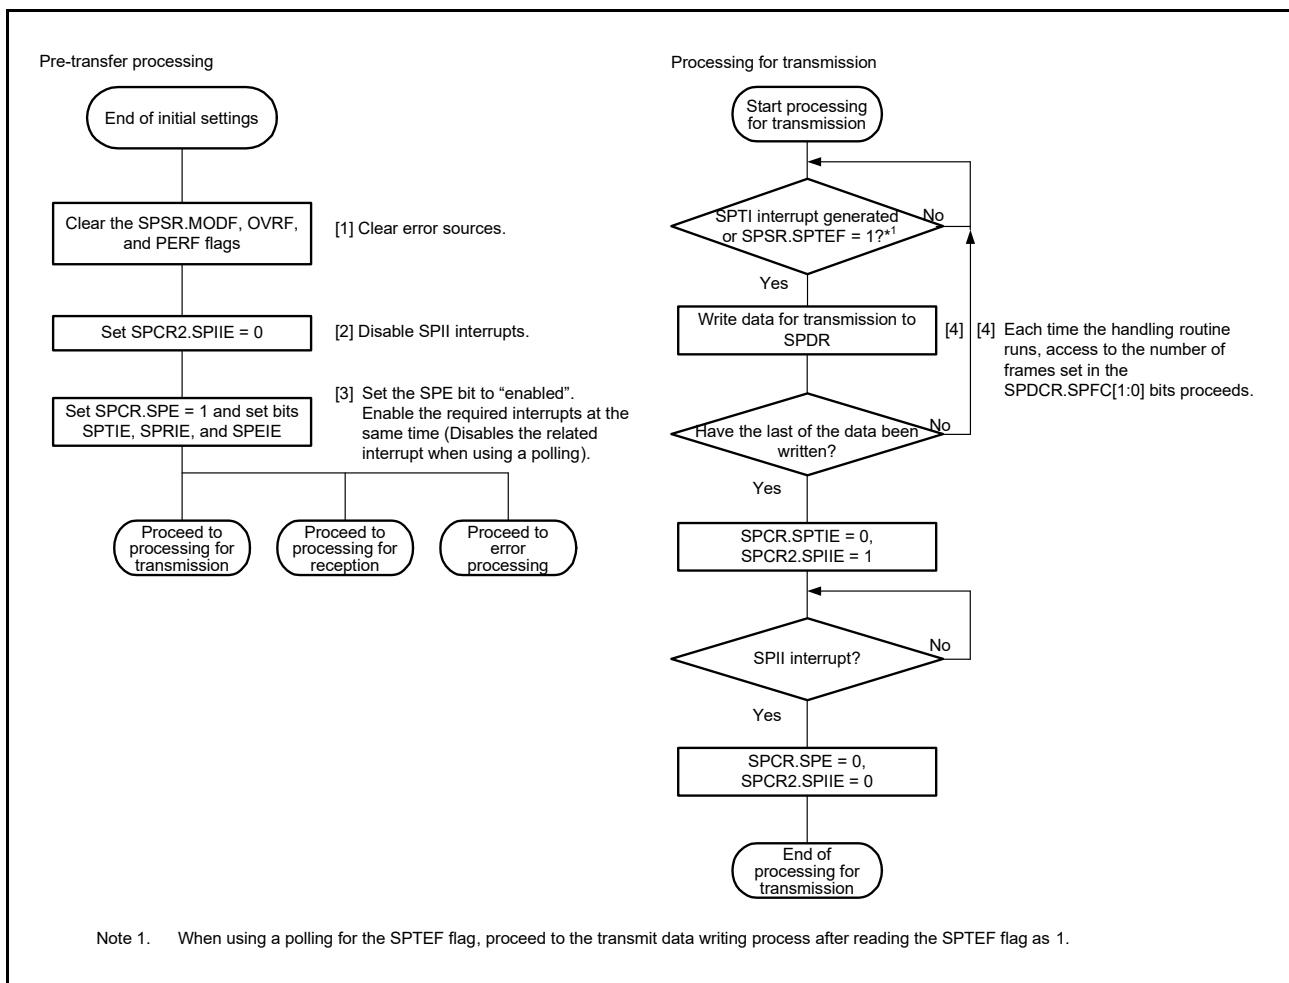 Pre-transfer processing
End of initial settings
Clear the SPSR.MODF, OVRF,
and PERF flags
[1] Clear error sources.
Set SPCR2.SPIIE = 0
[2] Disable SPII interrupts.
Set SPCR.SPE = 1 and set bits
SPTIE, SPRIE, and SPEIE
[3] Set the SPE bit to “enabled”.
Enable the required interrupts at the
same time (Disables the related
interrupt when using a polling).
Proceed to
processing for
transmission
Proceed to
processing for
reception
Proceed to
error
processing
Processing for transmission
Start processing
for transmission
SPTI interrupt generated
or SPSR.SPTEF = 1?*1
No
Yes
Write data for transmission to
SPDR
[4]
[4] Each time the handling routine
runs, access to the number of
frames set in the
SPDCR.SPFC[1:0] bits proceeds.
Have the last of the data been
written?
No
Yes
SPCR.SPTIE = 0,
SPCR2.SPIIE = 1
SPII interrupt?
No
Yes
SPCR.SPE = 0,
SPCR2.SPIIE = 0
End of
processing for
transmission
Note 1. When using a polling for the SPTEF flag, proceed to the transmit data writing process after reading the SPTEF flag as 1.